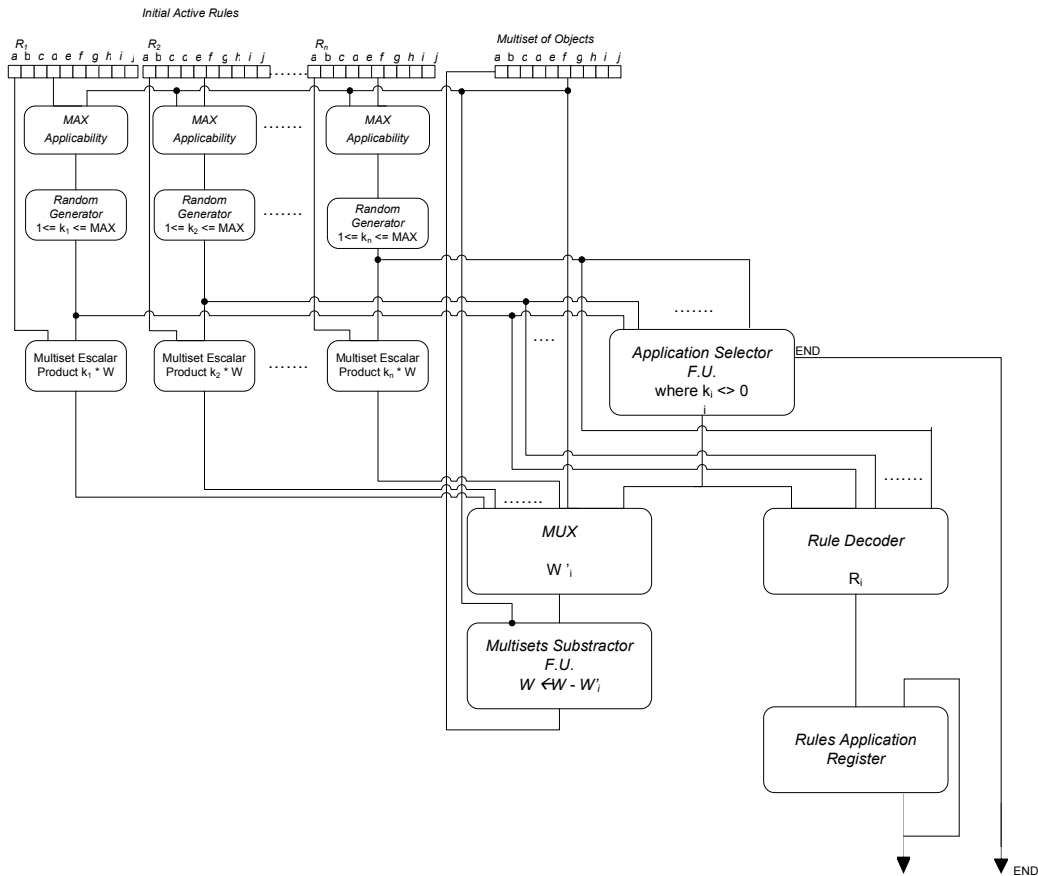 Initial Active Rules
R1 R2 Rn Multiset of Objects
a b c d e f g h i j a b c d e f g h i j a b c d e f g h i j a b c d e f g h i j
MAX
Applicability
MAX
Applicability
.......
MAX
Applicability
Random
Generator
1<= k1 <= MAX
Random
Generator
1<= k2 <= MAX
.......
Random
Generator
1<= kn <= MAX
Multiset Escalar
Product k1 * W
Multiset Escalar
Product k2 * W
.......
Multiset Escalar
Product kn * W
.......
....
Application Selector
F.U.
where ki <> 0
i
END
.......
.......
MUX
W 'i
Rule Decoder
Ri
Multisets Substractor
F.U.
W ←W - W'i
Rules Application
Register
END